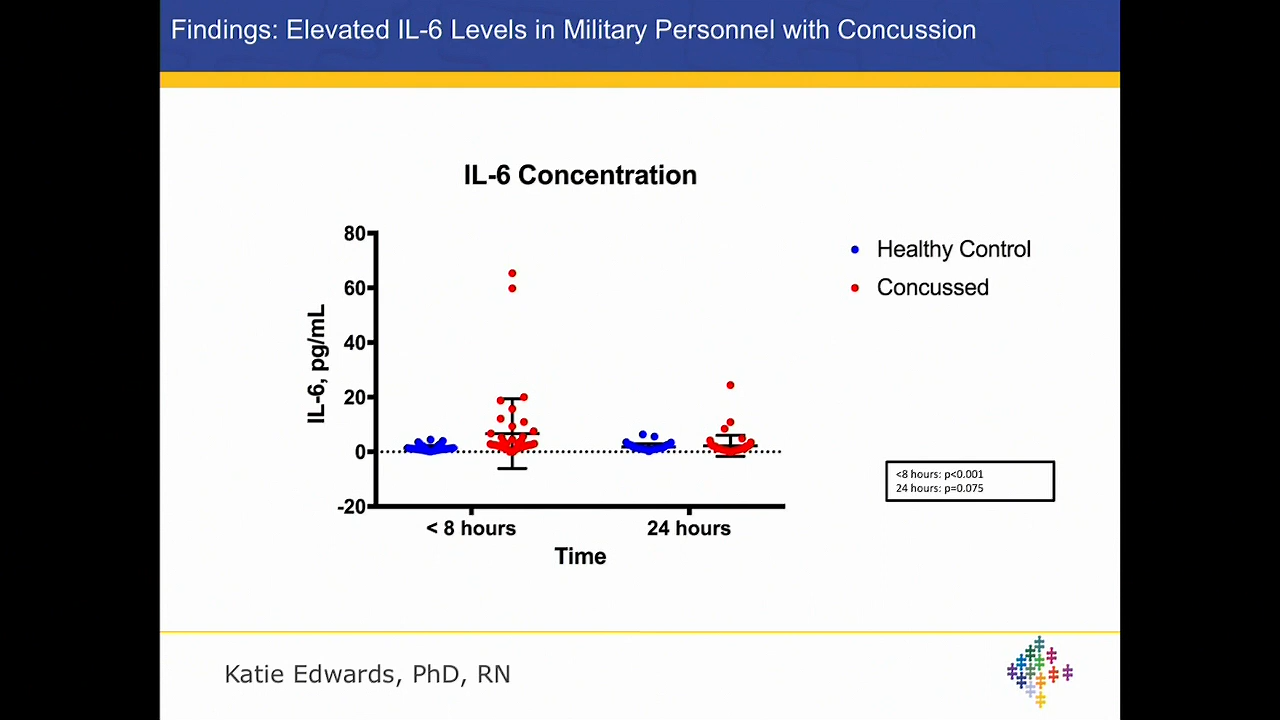 Findings: Elevated IL-6 Levels in Military Personnel with Concussion
IL-6 Concentration
80
60
40
20
0
-20
IL-6, pg/mL
< 8 hours
24 hours
Time
Healthy Control
Concussed
<8 hours: p<0.001
24 hours: p=0.075
Katie Edwards, PhD, RN